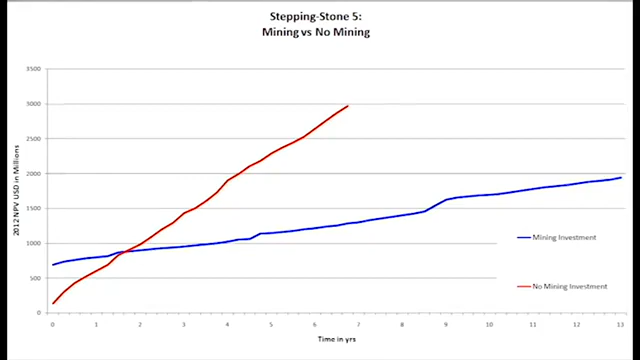 Stepping-Stone 5:
Mining vs No Mining
3500
3000
2500
2000
1500
1000
500
0
2012 NPV USD in Millions
0 1 2 3 4 5 6 7 8 9 10 11 12 13
Time in yrs
Mining Investment
No Mining Investment